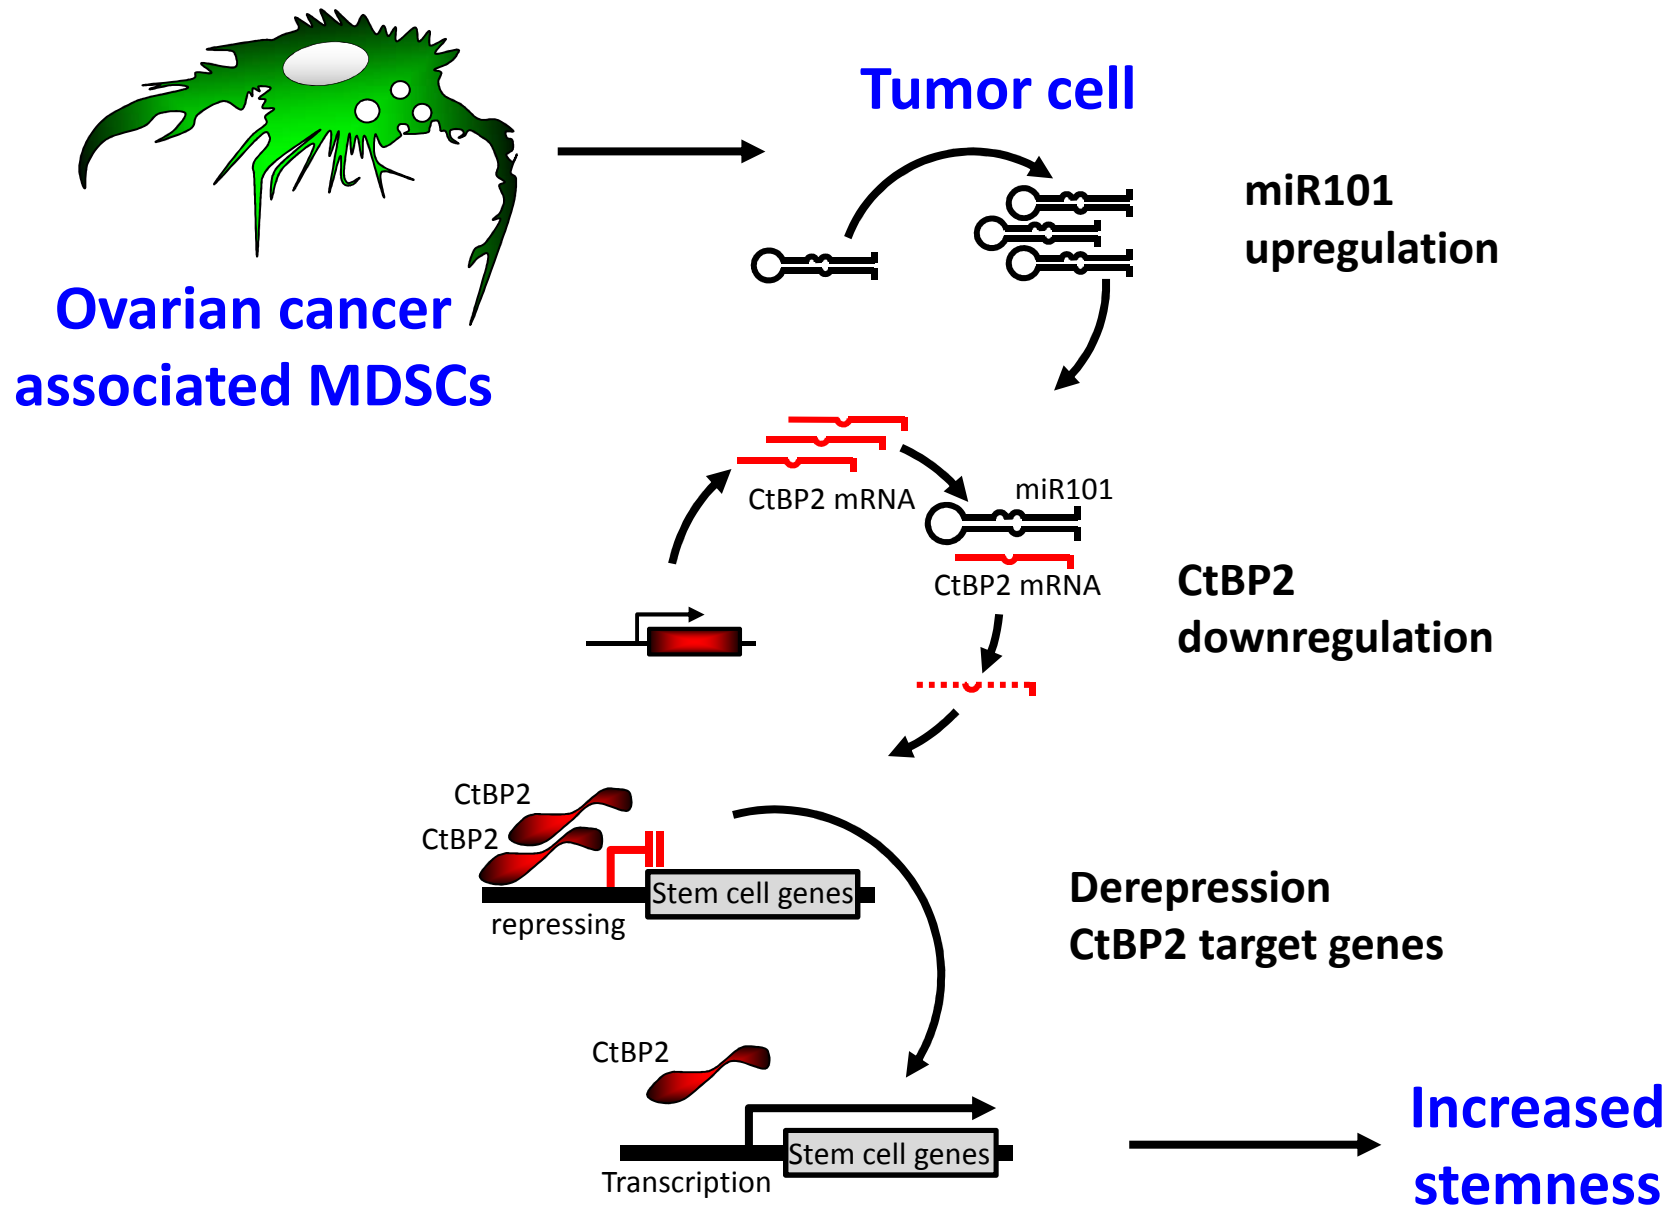 Tumor cell
miR101
upregulation
Ovarian cancer
associated MDSCs
CtBP2 mRNA
miR101
CtBP2 mRNA
CtBP2
downregulation
CtBP2
CtBP2
Stem cell genes
repressing
Derepression
CtBP2 target genes
CtBP2
Stem cell genes
Transcription
Increased
stemness